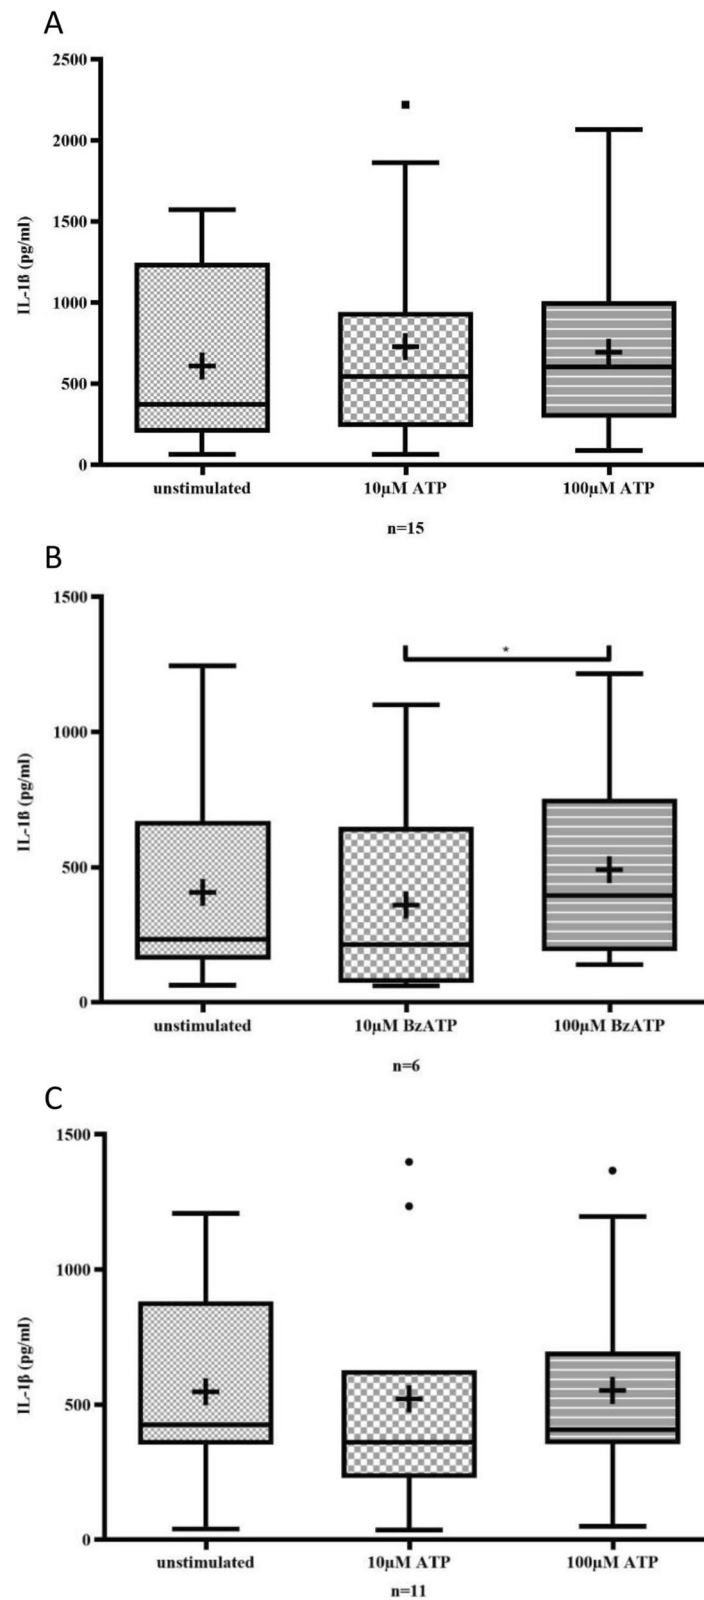 A
2500
2000
1500
1000
500
0
IL-1ß (pg/ml)
unstimulated 10µM ATP 100µM ATP
n=15
B
1500
1000
500
0
IL-1ß (pg/ml)
*
unstimulated 10µM BzATP 100µM BzATP
n=6
C
1500
1000
500
0
IL-1β (pg/ml)
unstimulated 10µM ATP 100µM ATP
n=11